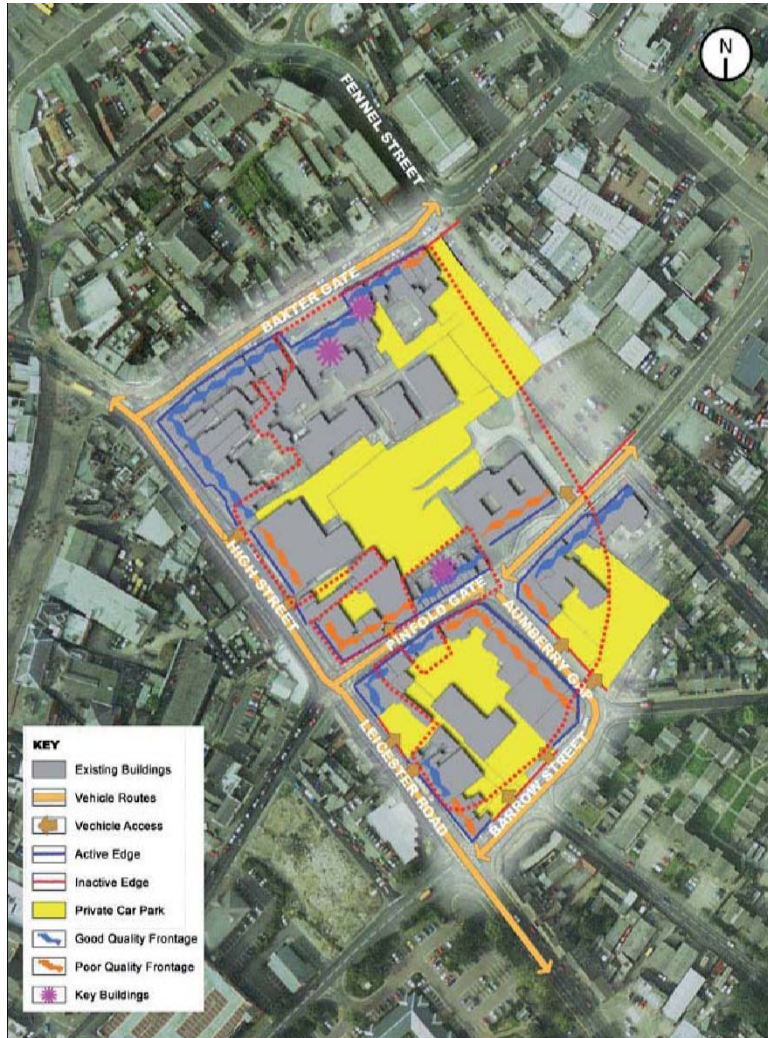 N
FENNEL STREET
BAXTER GATE
HIGH STREET
PINFOLD GATE
AUMBERRY GAP
LEICESTER ROAD
BARROW STREET
KEY
Existing Buildings
Vehicle Routes
Vechicle Access
Active Edge
Inactive Edge
Private Car Park
Good Quality Frontage
Poor Quality Frontage
Key Buildings